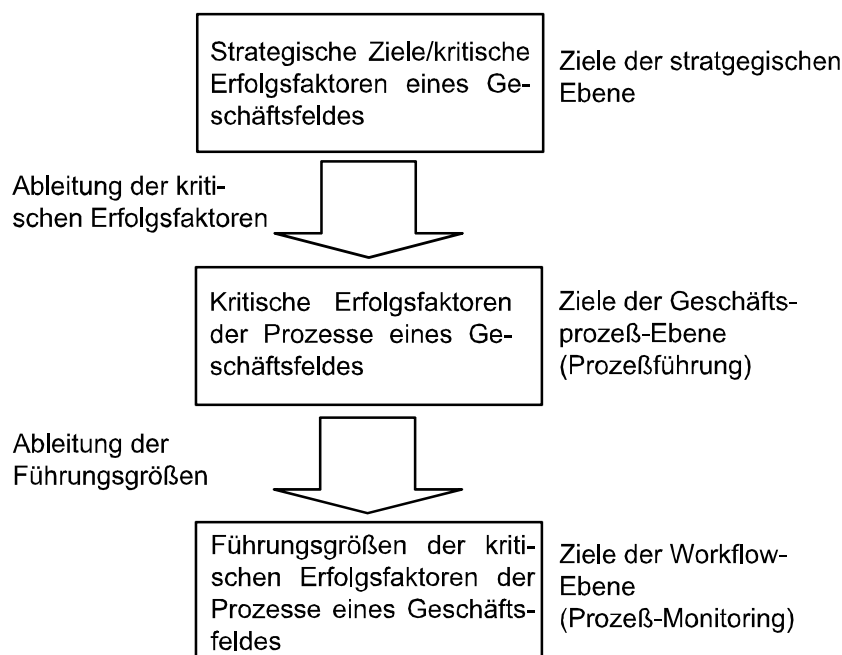 Strategische Ziele/kritische
Erfolgsfaktoren eines Ge-
schäftsfeldes
Ziele der stratgegischen
Ebene
Ableitung der kriti-
schen Erfolgsfaktoren
Kritische Erfolgsfaktoren
der Prozesse eines Ge-
schäftsfeldes
Ziele der Geschäfts-
prozeß-Ebene
(Prozeßführung)
Ableitung der
Führungsgrößen
Führungsgrößen der kriti-
schen Erfolgsfaktoren der
Prozesse eines Geschäfts-
feldes
Ziele der Workflow-
Ebene
(Prozeß-Monitoring)